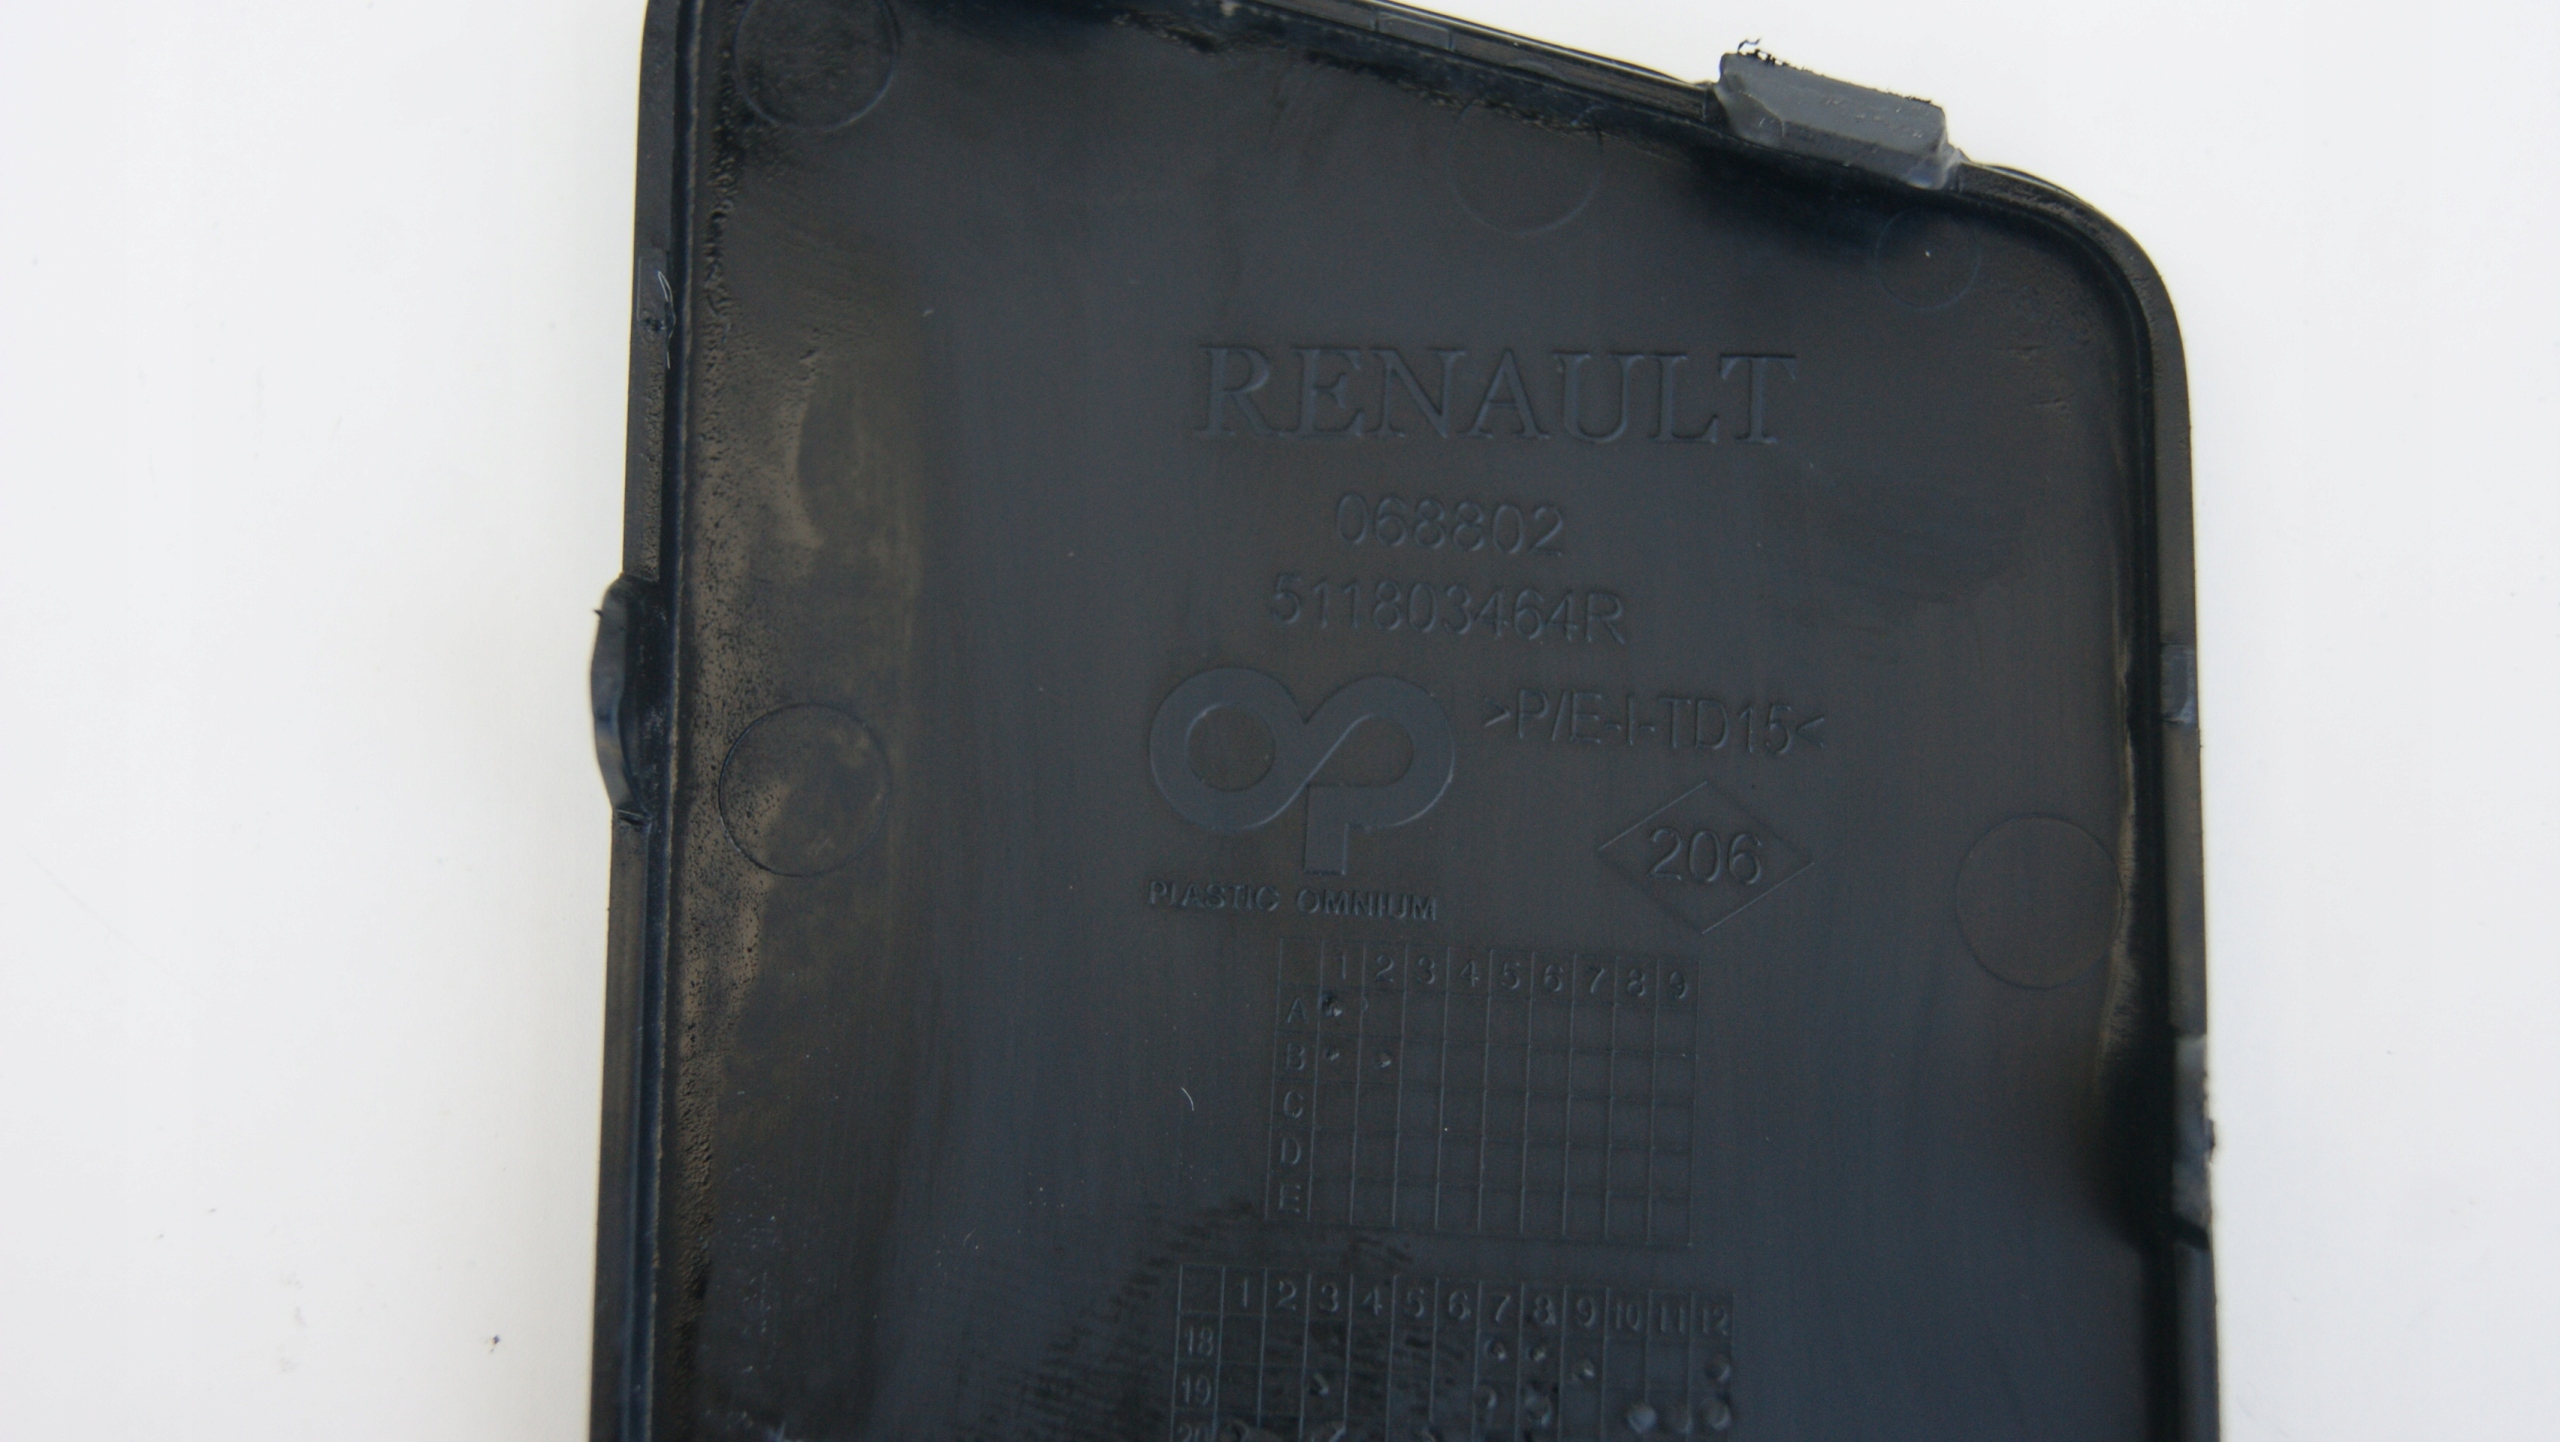 RENAULT
068802
511803464R
>P/E-I-TD15<
206
PLASTIC OMNIUM
1 2 3 4 5 6 7 8 9
A
B
C
D
E
1 2 3 4 5 6 7 8 9 10 11 12
18
19
20